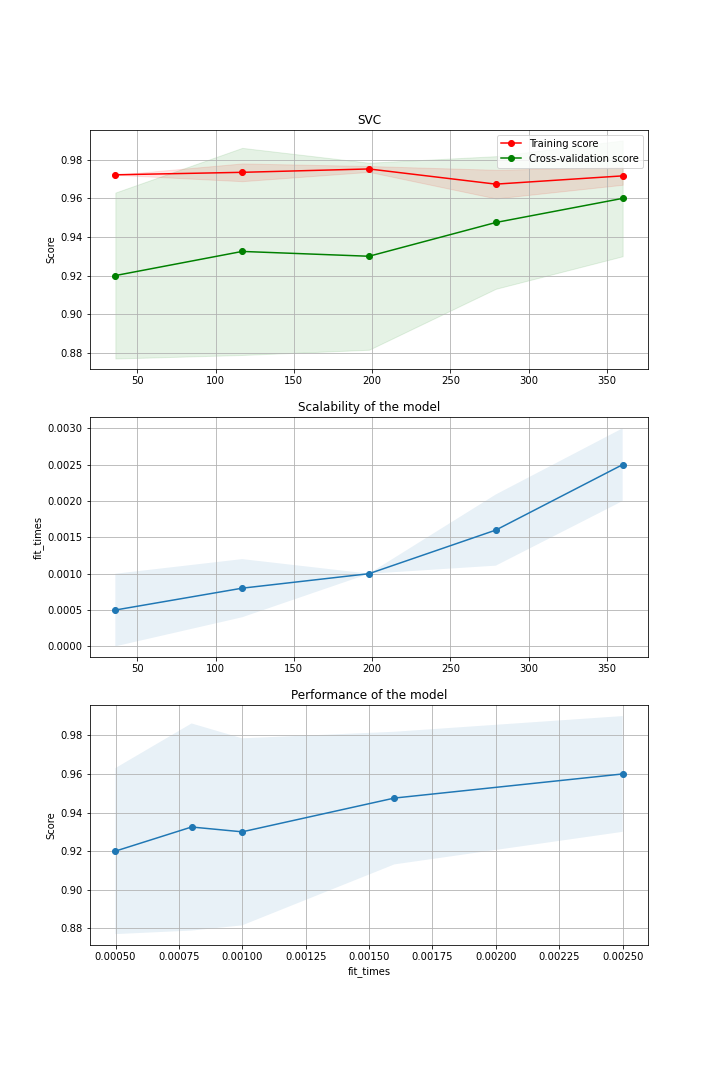 SVC
Training score
Cross-validation score
Score
0.98
0.96
0.94
0.92
0.90
0.88
50 100 150 200 250 300 350
Scalability of the model
fit_times
0.0030
0.0025
0.0020
0.0015
0.0010
0.0005
0.0000
50 100 150 200 250 300 350
Performance of the model
Score
0.98
0.96
0.94
0.92
0.90
0.88
0.00050 0.00075 0.00100 0.00125 0.00150 0.00175 0.00200 0.00225 0.00250
fit_times